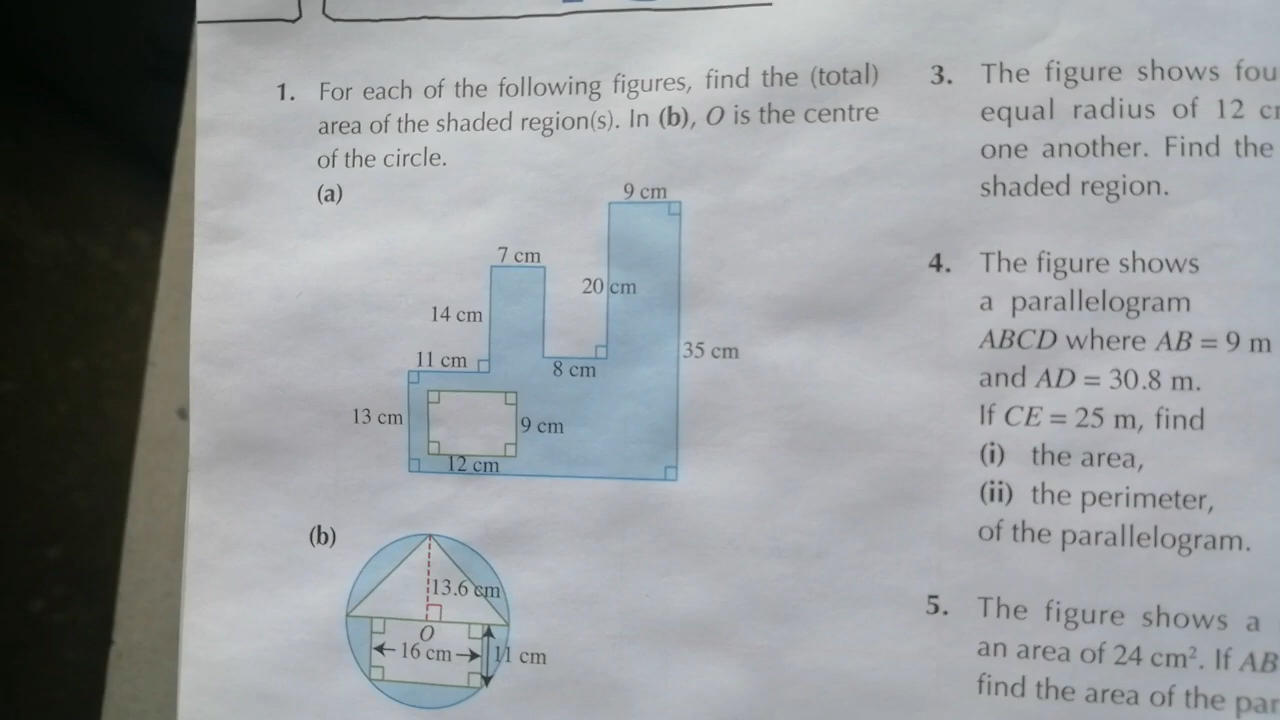 1. For each of the following figures, find the (total)
area of the shaded region(s). In (b), O is the centre
of the circle.
(a)
9 cm
7 cm
20 cm
14 cm
11 cm
8 cm
35 cm
13 cm
9 cm
12 cm
(b)
13.6 cm
O
16 cm
11 cm
3. The figure shows fou
equal radius of 12 c
one another. Find the
shaded region.
4. The figure shows
a parallelogram
ABCD where AB = 9 m
and AD = 30.8 m.
If CE = 25 m, find
(i) the area,
(ii) the perimeter,
of the parallelogram.
5. The figure shows a
an area of 24 cm². If AB
find the area of the par